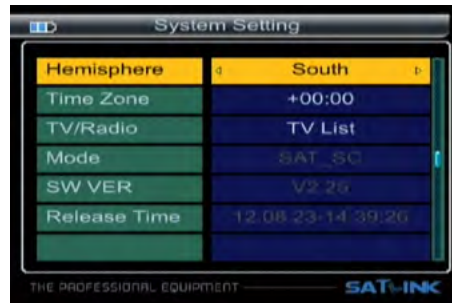 System Setting
Hemisphere South
Time Zone +00:00
TV/Radio TV List
Mode SAT_SC
SW VER V2.26
Release Time 12.08.23-14:39:26
THE PROFESSIONAL EQUIPMENT SATLINK